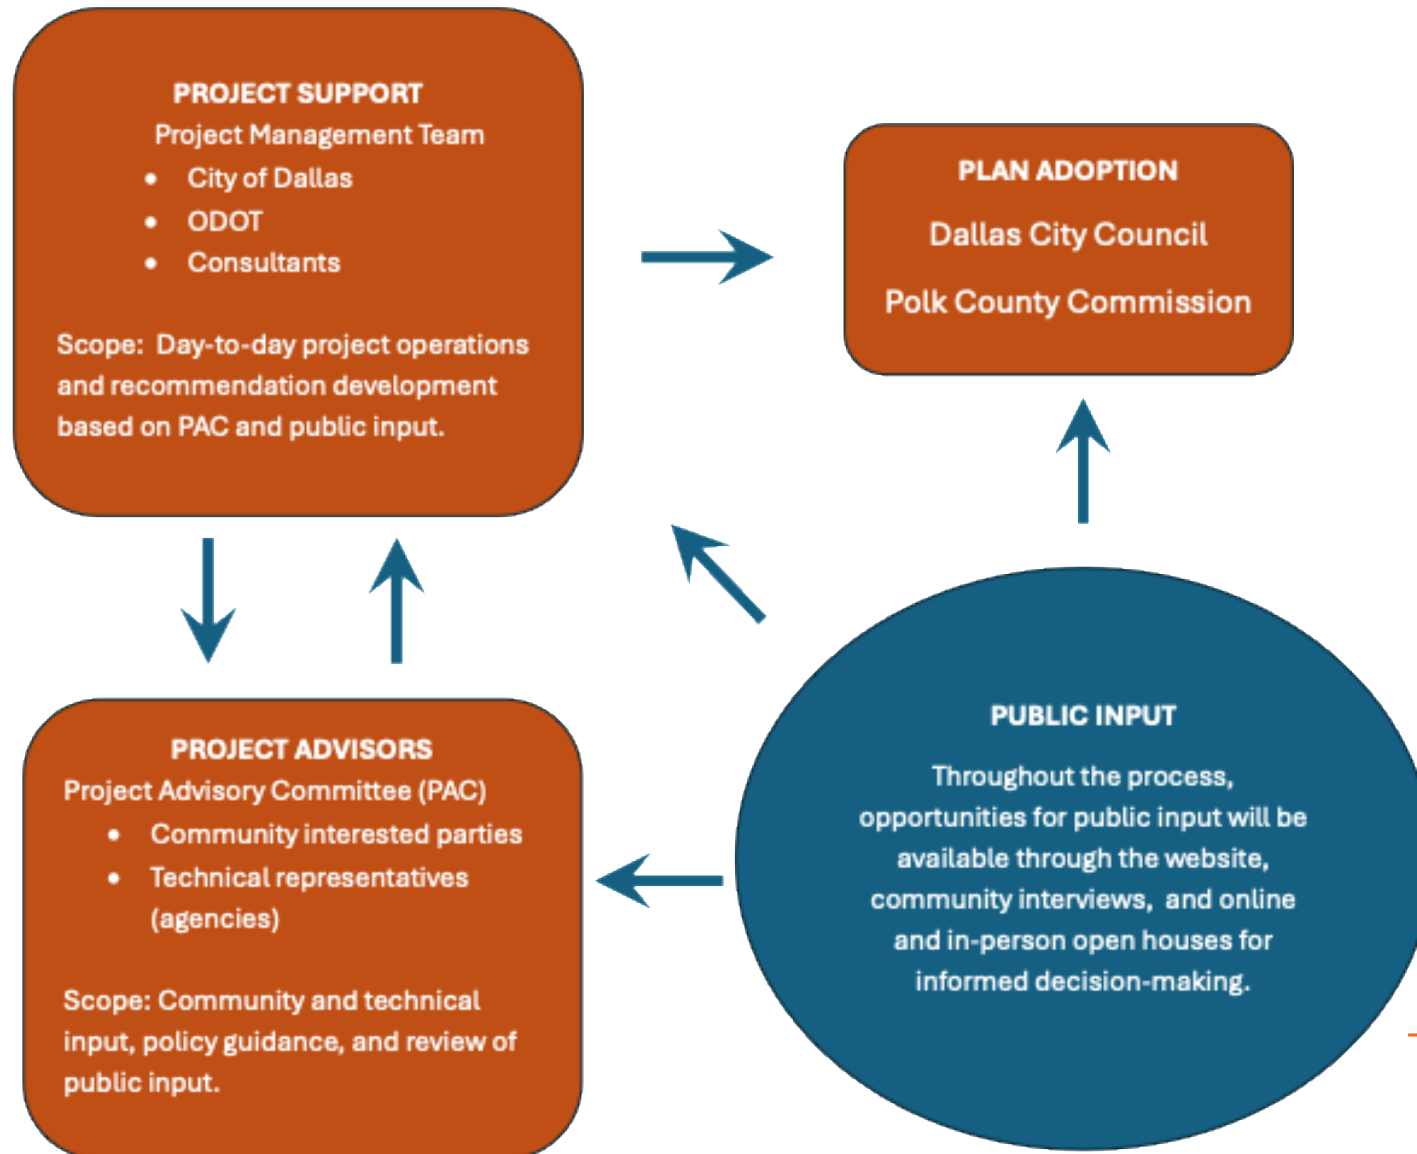 PROJECT SUPPORT
Project Management Team
• City of Dallas
• ODOT
• Consultants
Scope: Day-to-day project operations
and recommendation development
based on PAC and public input.
PLAN ADOPTION
Dallas City Council
Polk County Commission
PROJECT ADVISORS
Project Advisory Committee (PAC)
• Community interested parties
• Technical representatives
(agencies)
Scope: Community and technical
input, policy guidance, and review of
public input.
PUBLIC INPUT
Throughout the process,
opportunities for public input will be
available through the website,
community interviews, and online
and in-person open houses for
informed decision-making.